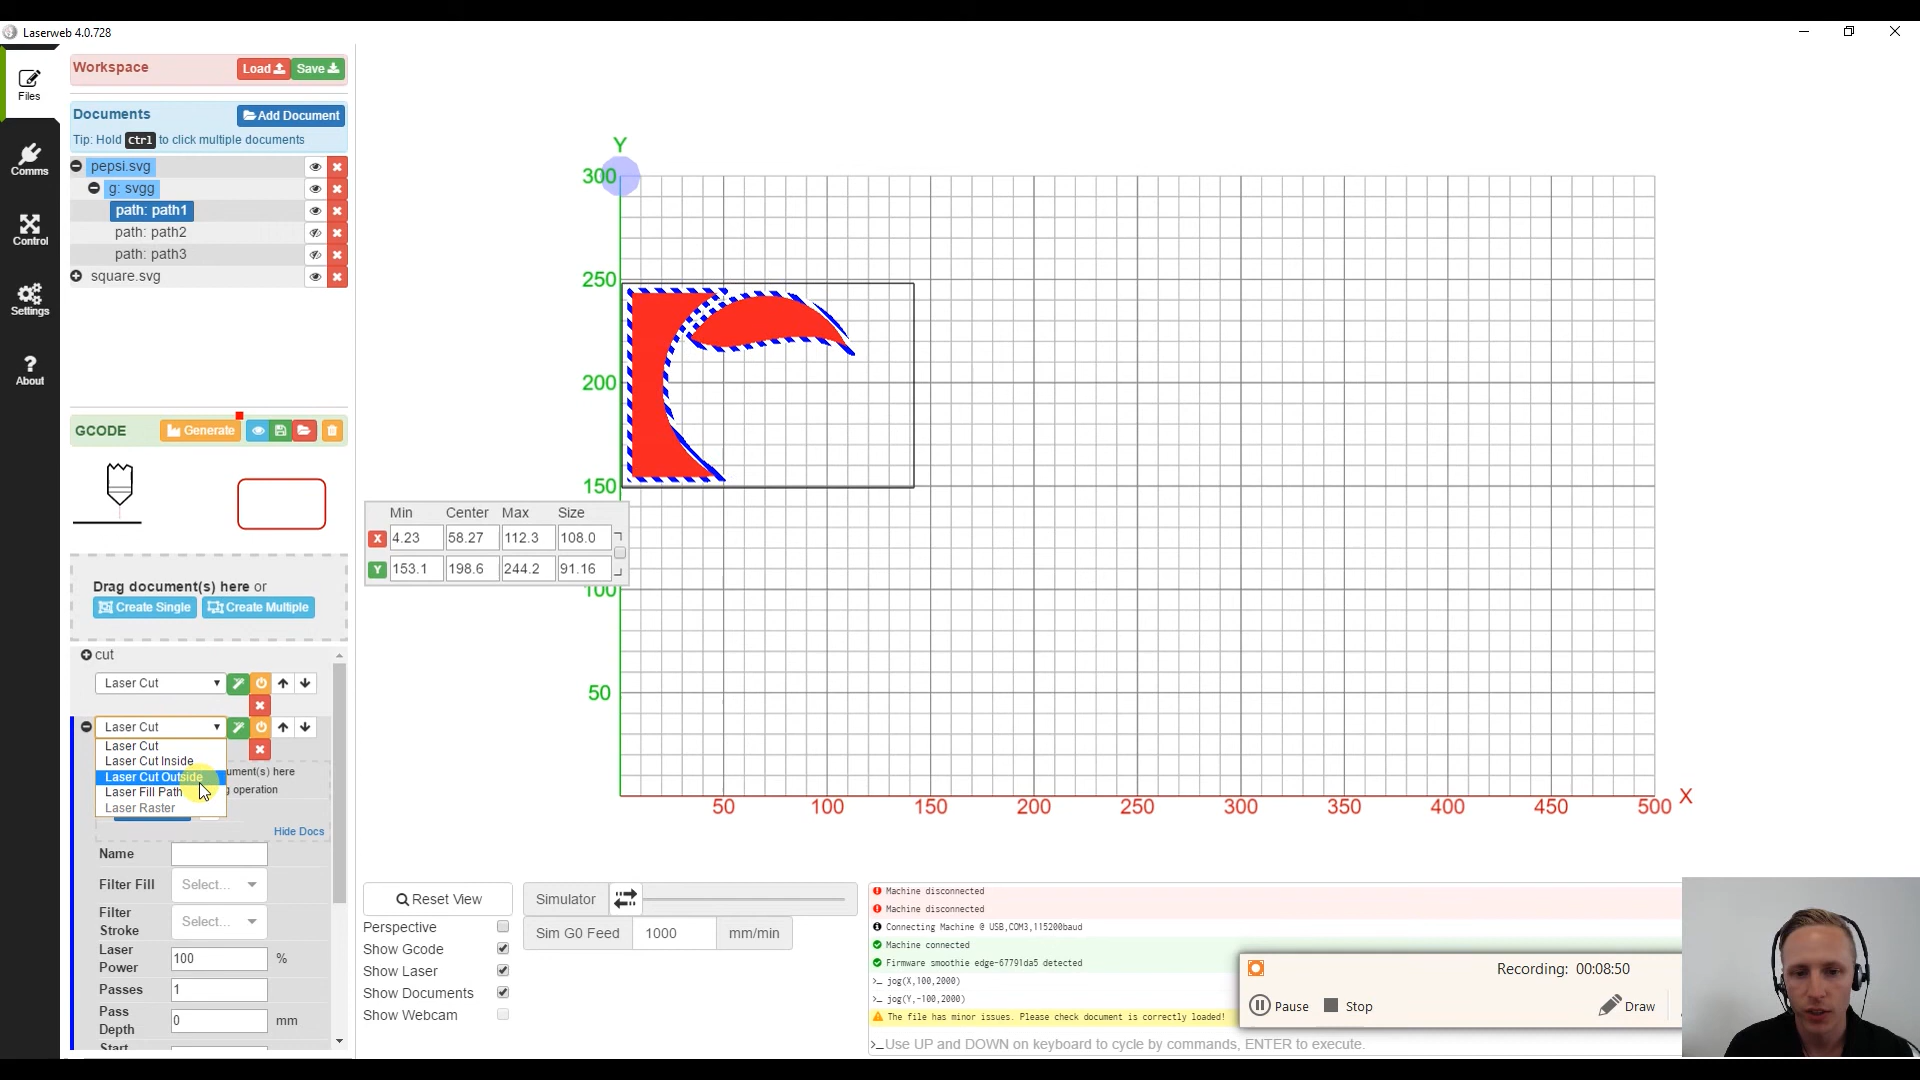 Laserweb 4.0.728
Files
Comms
Control
Settings
?
About
Workspace
Load
Save
Documents
Add Document
Tip: Hold Ctrl to click multiple documents
pepsi.svg
g: svgg
path: path1
path: path2
path: path3
square.svg
GCODE
Generate
Drag document(s) here or
Create Single
Create Multiple
cut
Laser Cut
Laser Cut
Laser Cut
Laser Cut Inside
Laser Cut Outside
Laser Fill Path
Laser Raster
ument(s) here
g operation
Hide Docs
Name
Filter Fill Select...
Filter Stroke Select...
Laser Power 100 %
Passes 1
Pass Depth 0 mm
Start
Y
300
250
200
150
100
50
50 100 150 200 250 300 350 400 450 500 X
Min Center Max Size
X 4.23 58.27 112.3 108.0
Y 153.1 198.6 244.2 91.16
Reset View
Perspective
Show Gcode
Show Laser
Show Documents
Show Webcam
Simulator
Sim G0 Feed 1000 mm/min
Machine disconnected
Machine disconnected
Connecting Machine @ USB,COM3,115200baud
Machine connected
Firmware smoothie edge-67791da5 detected
>_ jog(X,100,2000)
>_ jog(Y,-100,2000)
The file has minor issues. Please check document is correctly loaded!
>_ Use UP and DOWN on keyboard to cycle by commands, ENTER to execute.
Recording: 00:08:50
Pause
Stop
Draw